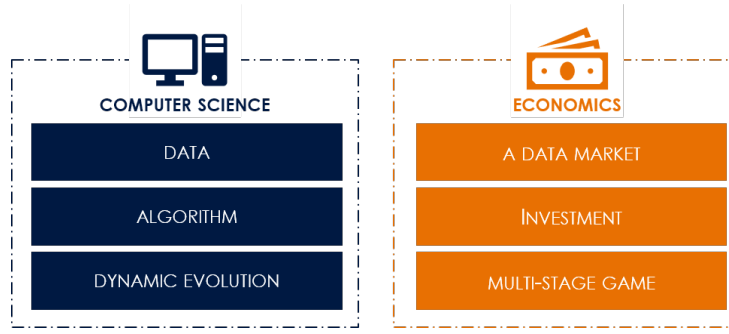 COMPUTER SCIENCE
DATA
ALGORITHM
DYNAMIC EVOLUTION
ECONOMICS
A DATA MARKET
INVESTMENT
MULTI-STAGE GAME